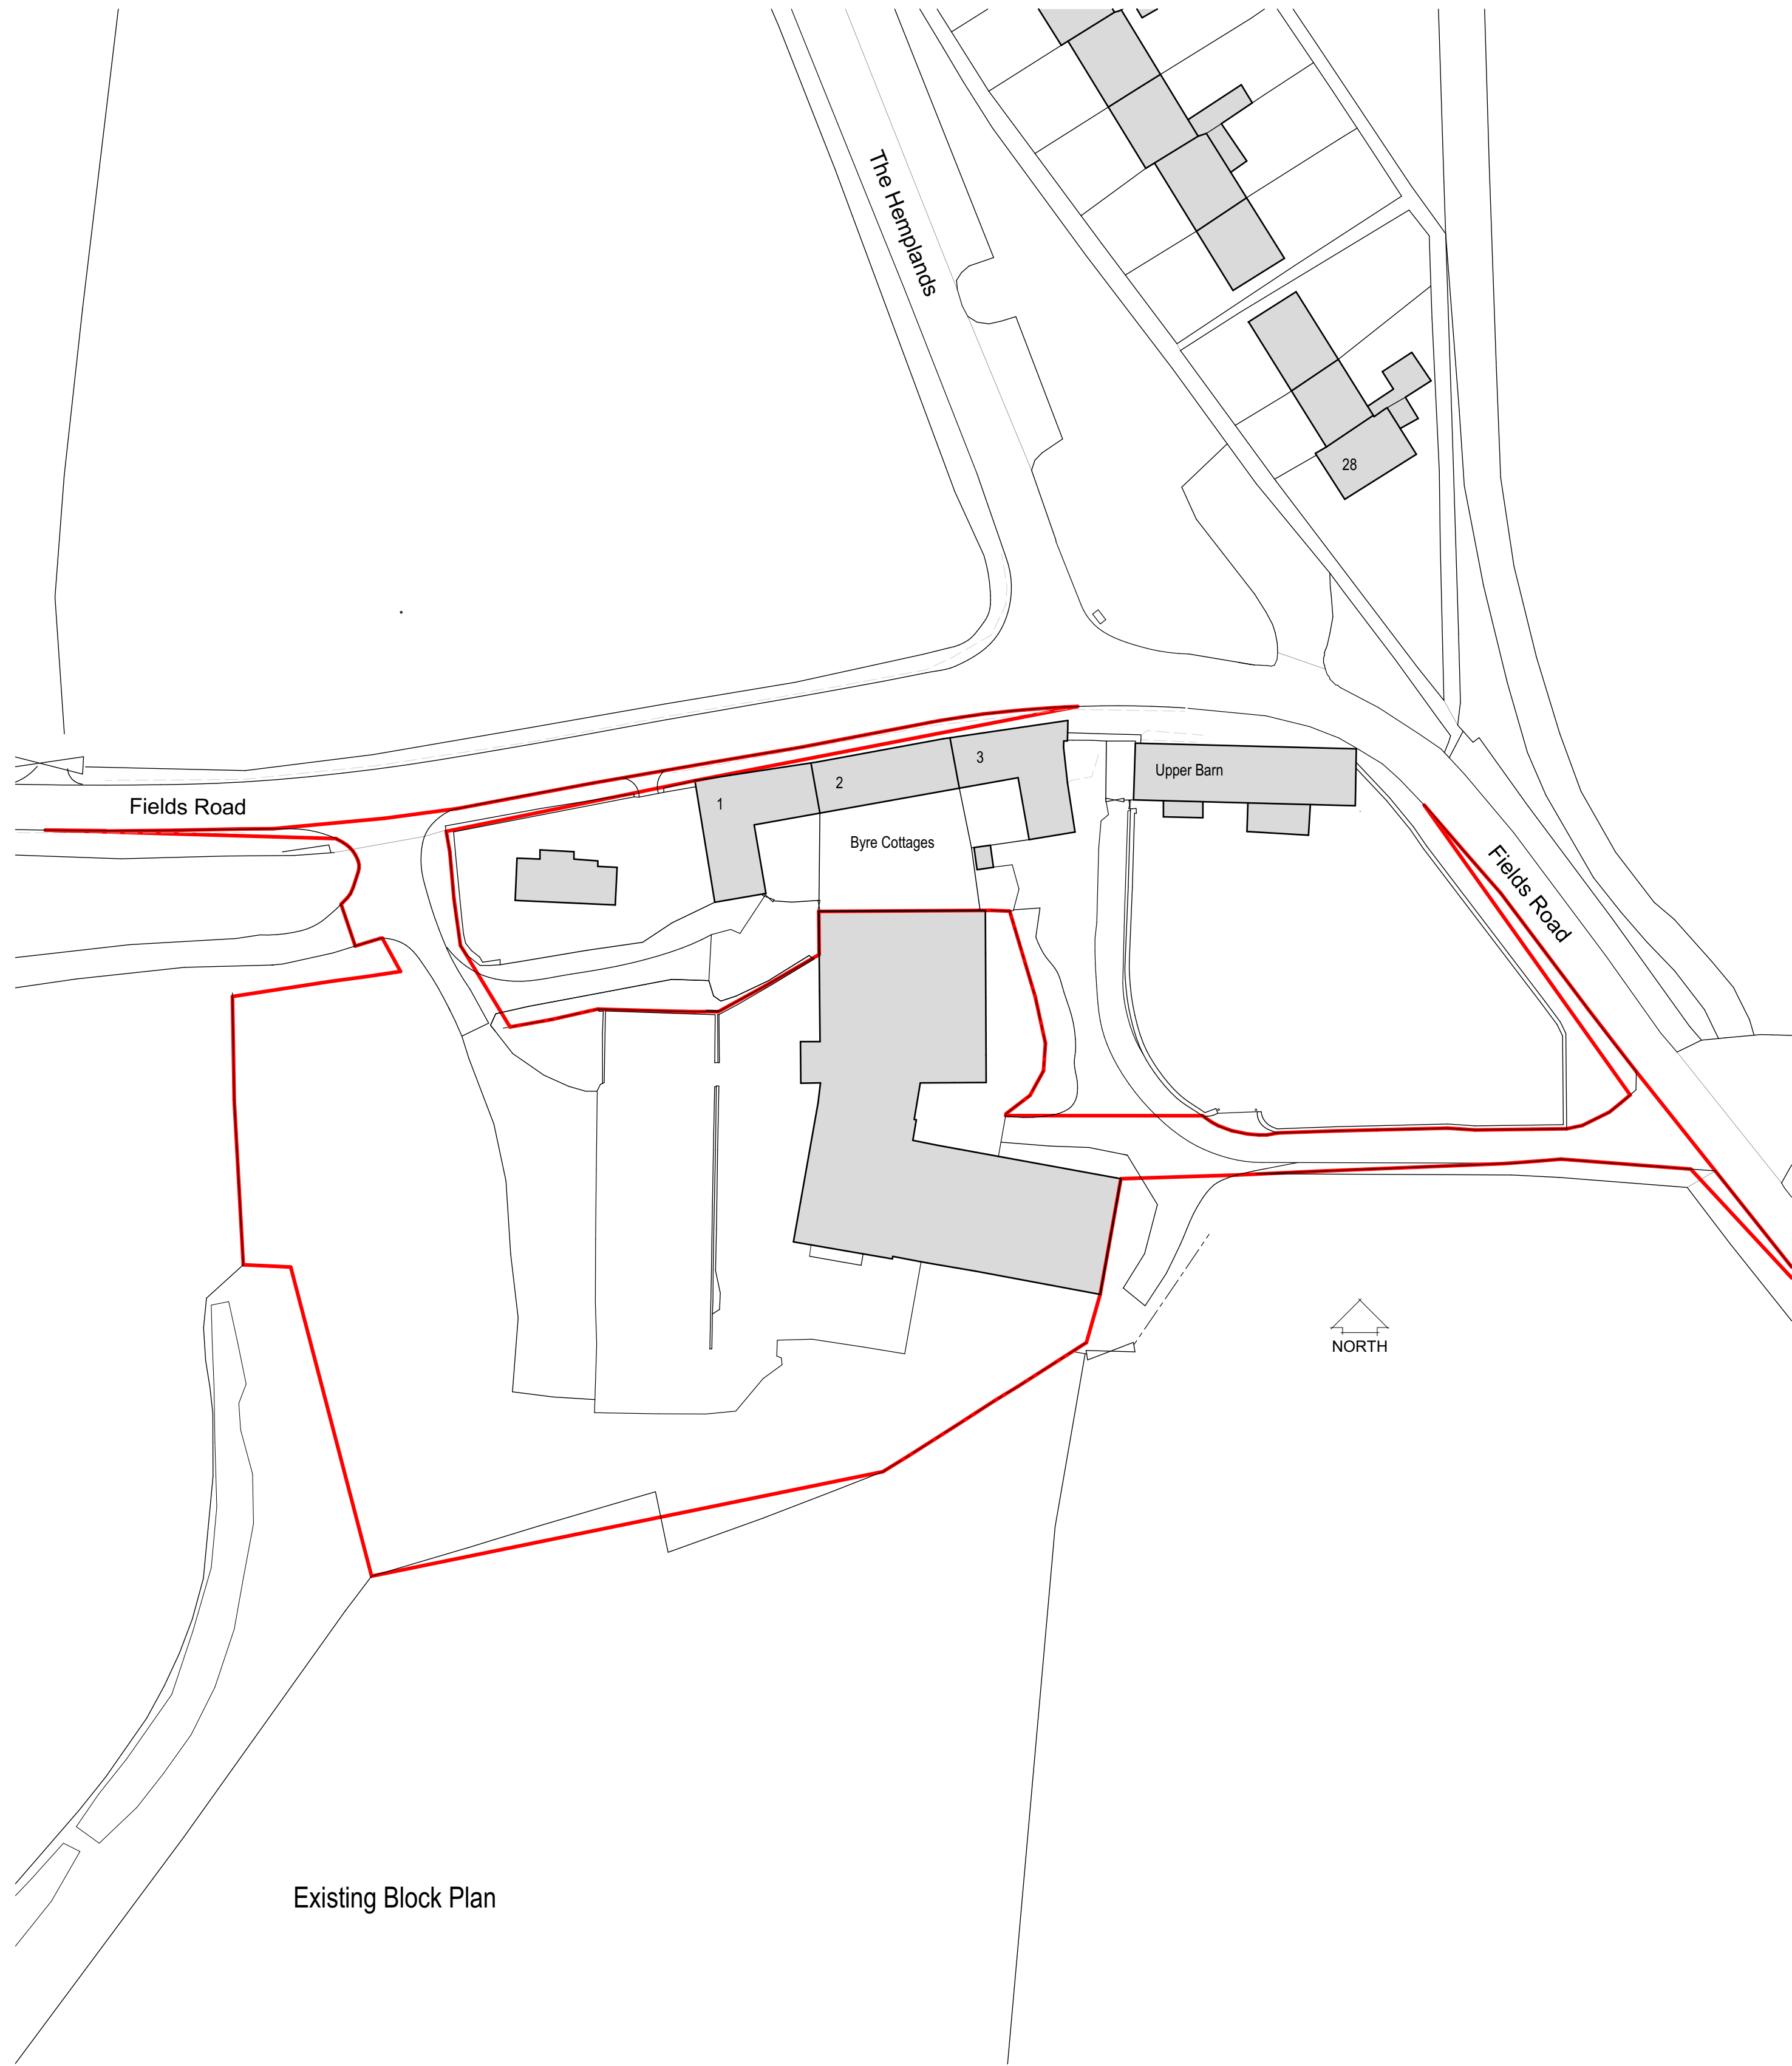 The Hemplands
28
3
Upper Barn
2
1
Fields Road
Byre Cottages
Fields Road
NORTH
Existing Block Plan